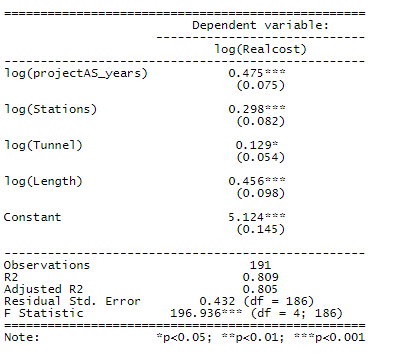 ==================================================
Dependent variable:
-----------------------------
log(Realcost)
--------------------------------------------------
log(projectAS_years) 0.475***
(0.075)
log(Stations) 0.298***
(0.082)
log(Tunnel) 0.129*
(0.054)
log(Length) 0.456***
(0.098)
Constant 5.124***
(0.145)
--------------------------------------------------
Observations 191
R2 0.809
Adjusted R2 0.805
Residual Std. Error 0.432 (df = 186)
F Statistic 196.936*** (df = 4; 186)
==================================================
Note: *p<0.05; **p<0.01; ***p<0.001